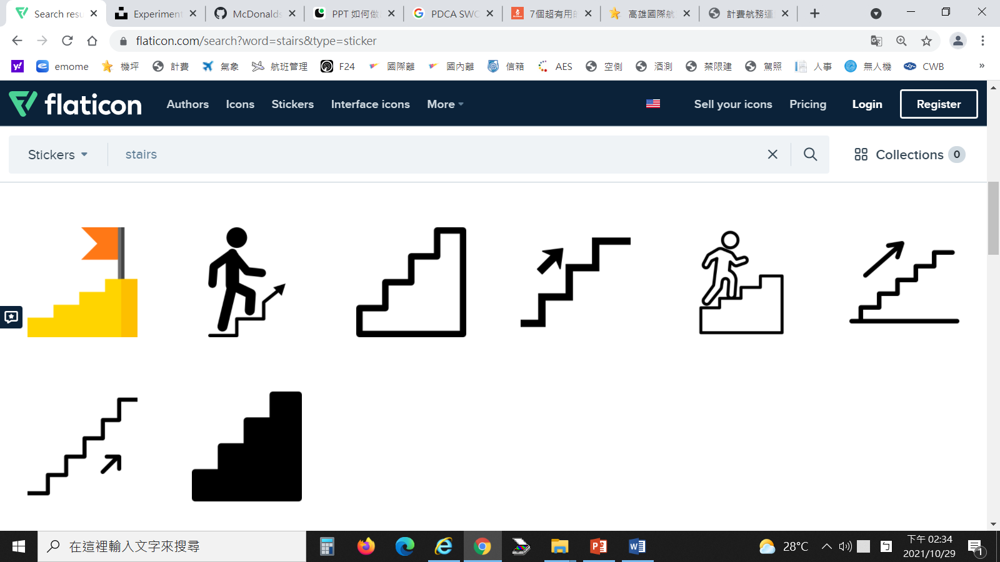 Search resu
Experiment
McDonalds
PPT 如何做
PDCA SWO
7個超有用
高雄國際航
計費航務運
flaticon.com/search?word=stairs&type=sticker
emome
機坪
計費
氣象
航班管理
F24
國際離
國內離
信箱
AES
空側
酒測
禁限建
駕照
人事
無人機
CWB
»
flaticon
Authors
Icons
Stickers
Interface icons
More
Sell your icons
Pricing
Login
Register
Stickers
stairs
Collections
0
在這裡輸入文字來搜尋
28°C
ㄅ
下午 02:34
2021/10/29
1